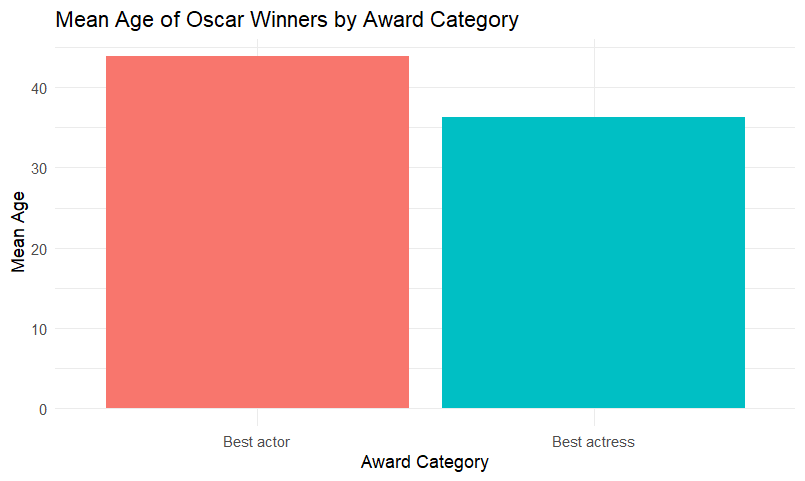 Mean Age of Oscar Winners by Award Category
Mean Age
40
30
20
10
0
Best actor
Best actress
Award Category